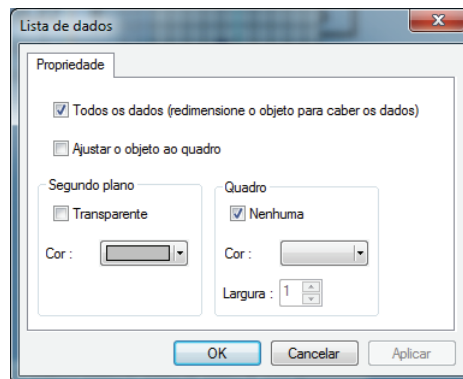 Lista de dados
Propriedade
Todos os dados (redimensione o objeto para caber os dados)
Ajustar o objeto ao quadro
Segundo plano
Transparente
Cor :
Quadro
Nenhuma
Cor :
Largura : 1
OK Cancelar Aplicar